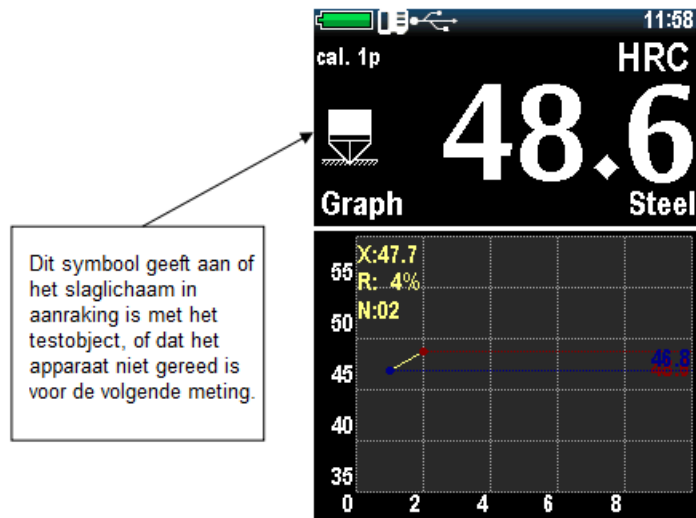 11:58
cal. 1p
HRC
48.6
Graph
Steel
Dit symbool geeft aan of
het slaglichaam in
aanraking is met het
testobject, of dat het
apparaat niet gereed is
voor de volgende meting.
X:47.7
R: 4%
N:02
55
50
45
40
35
46.8
0 2 4 6 8